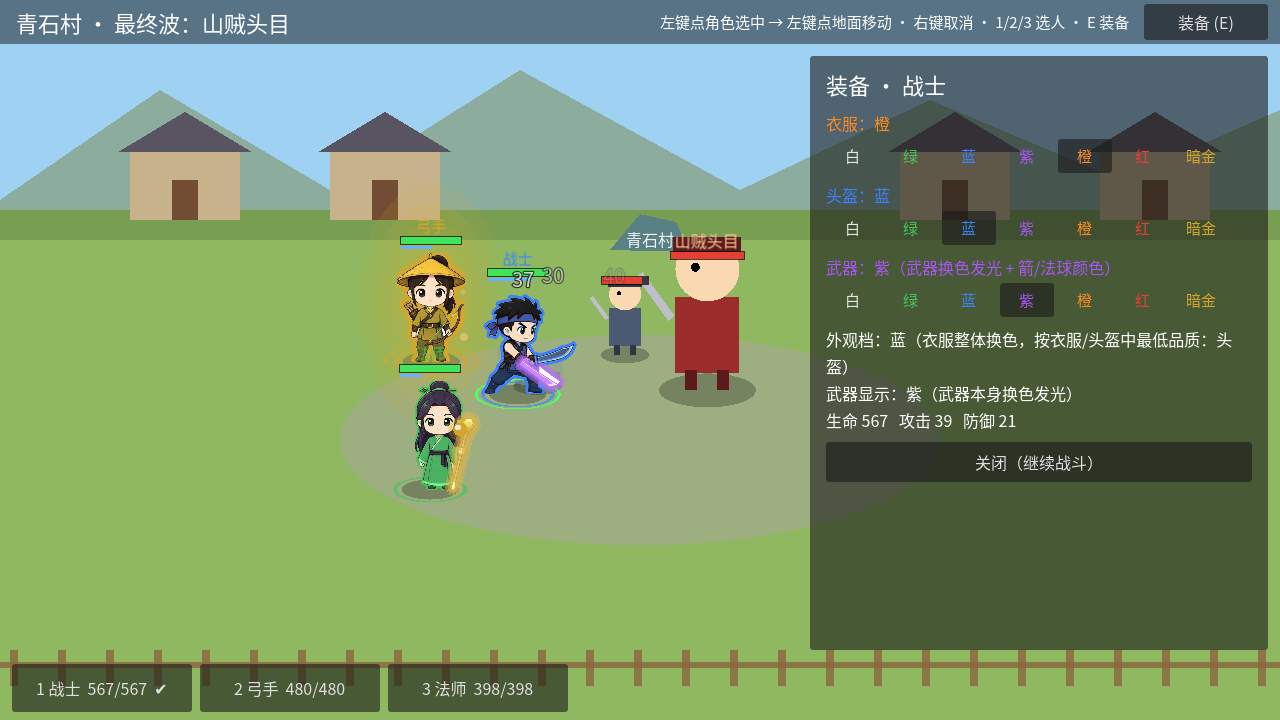 青石村 · 最终波：山贼头目
左键点角色选中 → 左键点地面移动 · 右键取消 · 1/2/3 选人 · E 装备
装备 (E)
装备 · 战士
衣服：橙
白 绿 蓝 紫 橙 红 暗金
头盔：蓝
白 绿 蓝 紫 橙 红 暗金
武器：紫（武器换色发光 + 箭/法球颜色）
白 绿 蓝 紫 橙 红 暗金
外观档：蓝（衣服整体换色，按衣服/头盔中最低品质：头
盔）
武器显示：紫（武器本身换色发光）
生命 567 攻击 39 防御 21
关闭（继续战斗）
弓手
战士
37 30
40
青石村
山贼头目
1 战士 567/567 ✔
2 弓手 480/480
3 法师 398/398